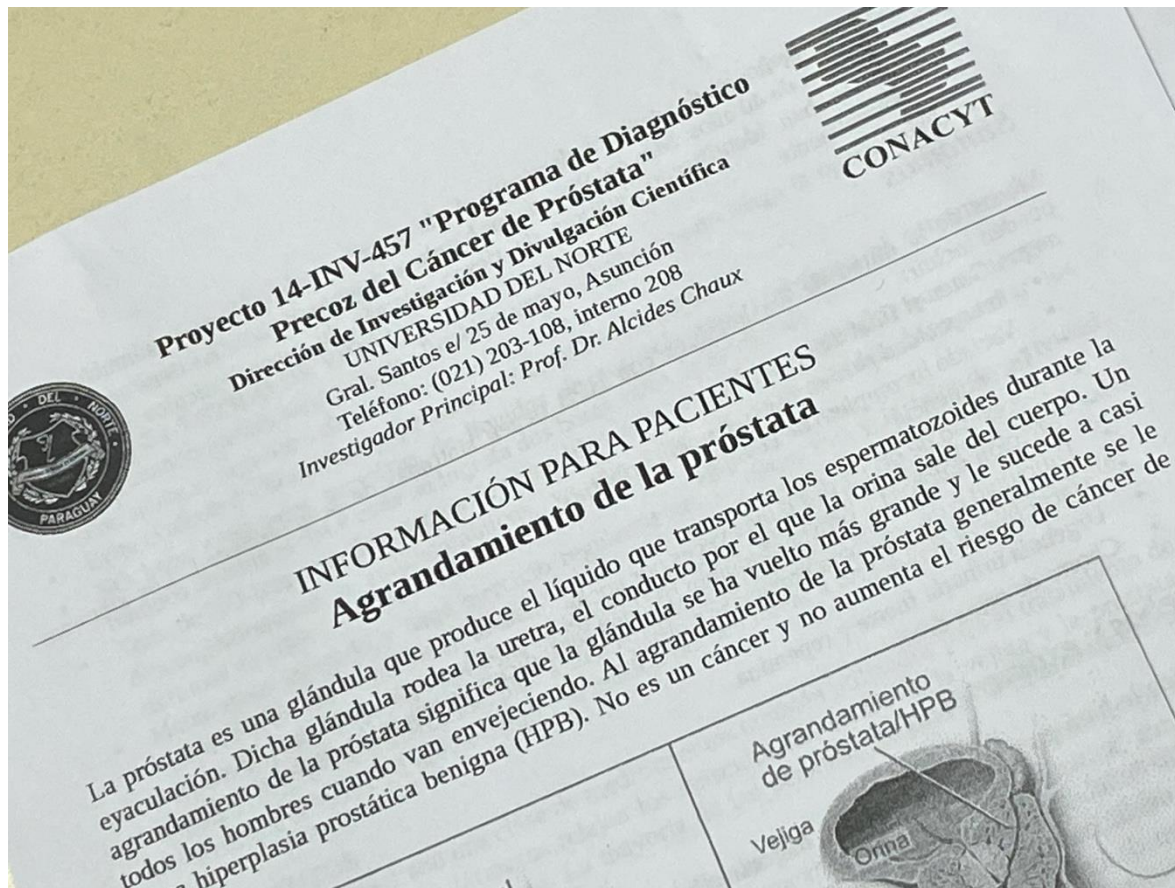 CONACYT
Proyecto 14-INV-457 "Programa de Diagnóstico
Precoz del Cáncer de Próstata"
Dirección de Investigación y Divulgación Científica
UNIVERSIDAD DEL NORTE
Gral. Santos e/ 25 de mayo, Asunción
Teléfono: (021) 203-108, interno 208
Investigador Principal: Prof. Dr. Alcides Chaux
DEL NORTE
PARAGUAY
INFORMACIÓN PARA PACIENTES
Agrandamiento de la próstata
La próstata es una glándula que produce el líquido que transporta los espermatozoides durante la
eyaculación. Dicha glándula rodea la uretra, el conducto por el que la orina sale del cuerpo. Un
agrandamiento de la próstata significa que la glándula se ha vuelto más grande y le sucede a casi
todos los hombres cuando van envejeciendo. Al agrandamiento de la próstata generalmente se le
hiperplasia prostática benigna (HPB). No es un cáncer y no aumenta el riesgo de cáncer de
Agrandamiento
de próstata/HPB
Vejiga
Orina